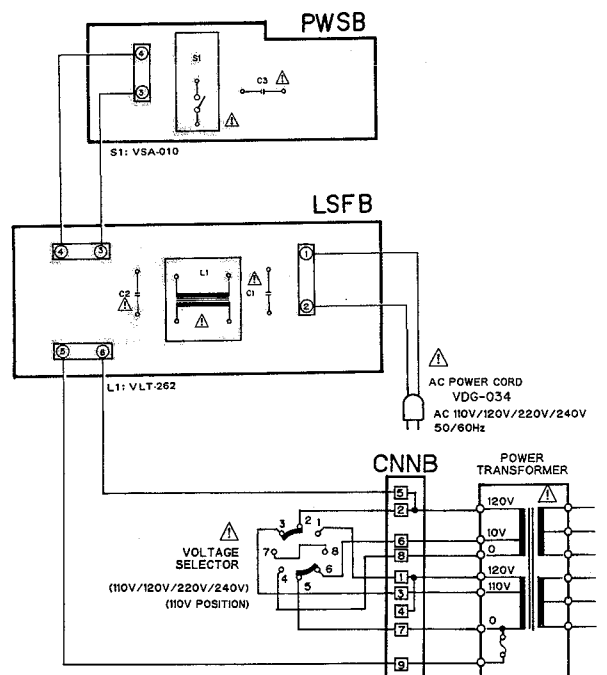 PWSB
4
3
S1
C3
S1: VSA-010
LSFB
4
3
1
2
C2
L1
C1
5
6
L1: VLT-262
AC POWER CORD
VDG-034
AC 110V/120V/220V/240V
50/60Hz
CNNB
POWER
TRANSFORMER
5
2
6
8
1
3
4
7
9
120V
10V
0
120V
110V
0
3
2
1
7
8
4
5
6
VOLTAGE
SELECTOR
(110V/120V/220V/240V)
(110V POSITION)